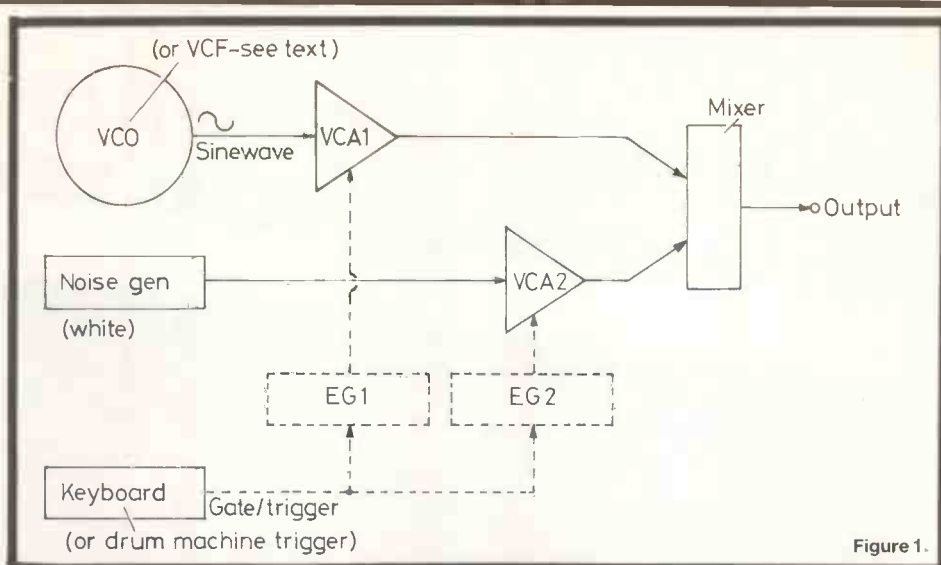 (or VCF-see text)
VCO
Sinewave
VCA1
Mixer
Output
Noise gen
(white)
VCA2
EG1
EG2
Keyboard
Gate/trigger
(or drum machine trigger)
Figure 1.